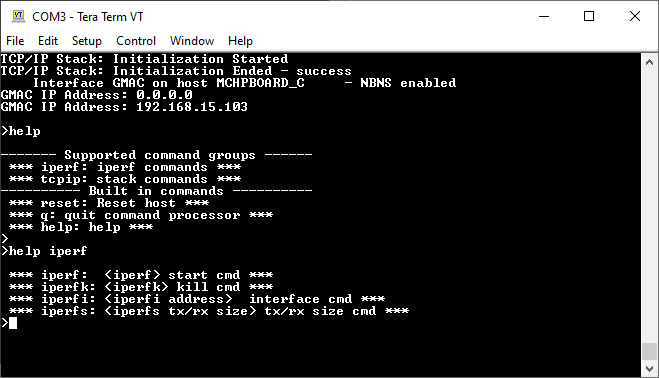 COM3 - Tera Term VT
File Edit Setup Control Window Help
TCP/IP Stack: Initialization Started
TCP/IP Stack: Initialization Ended - success
    Interface GMAC on host MCHPBOARD_C     - NBNS enabled
GMAC IP Address: 0.0.0.0
GMAC IP Address: 192.168.15.103
>help
------- Supported command groups ------
 *** iperf: iperf commands ***
 *** tcpip: stack commands ***
---------- Built in commands ----------
 *** reset: Reset host ***
 *** q: quit command processor ***
 *** help: help ***
>
>help iperf
 *** iperf:  <iperf> start cmd ***
 *** iperfk: <iperfk> kill cmd ***
 *** iperfi: <iperfi address>  interface cmd ***
 *** iperfs: <iperfs tx/rx size> tx/rx size cmd ***
>